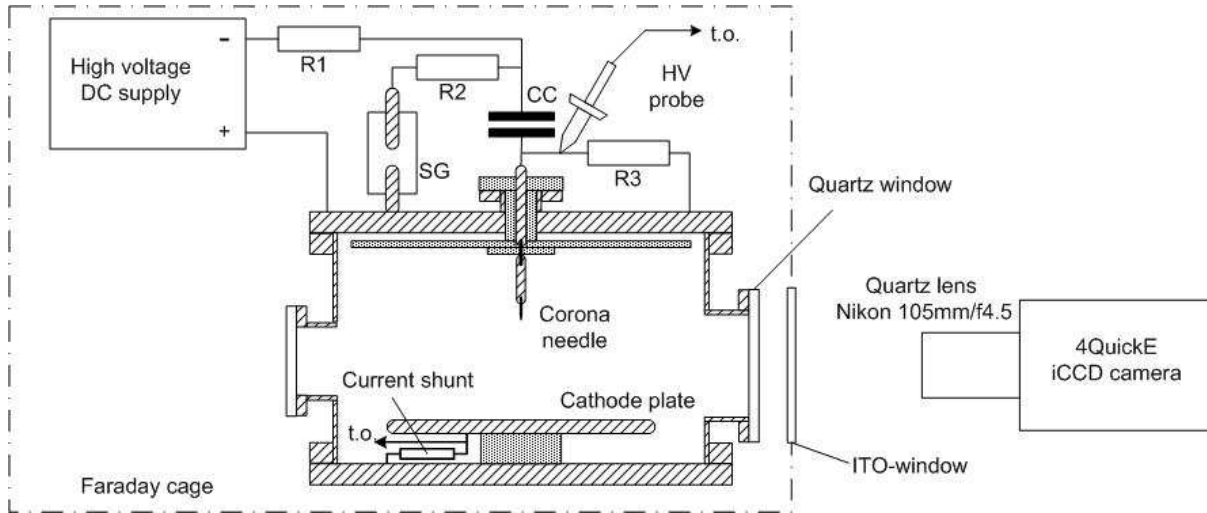 High voltage
DC supply
-
+
R1
R2
SG
CC
HV
probe
t.o.
R3
Quartz window
Corona
needle
Quartz lens
Nikon 105mm/f4.5
4QuickE
iCCD camera
Current shunt
t.o.
Cathode plate
ITO-window
Faraday cage